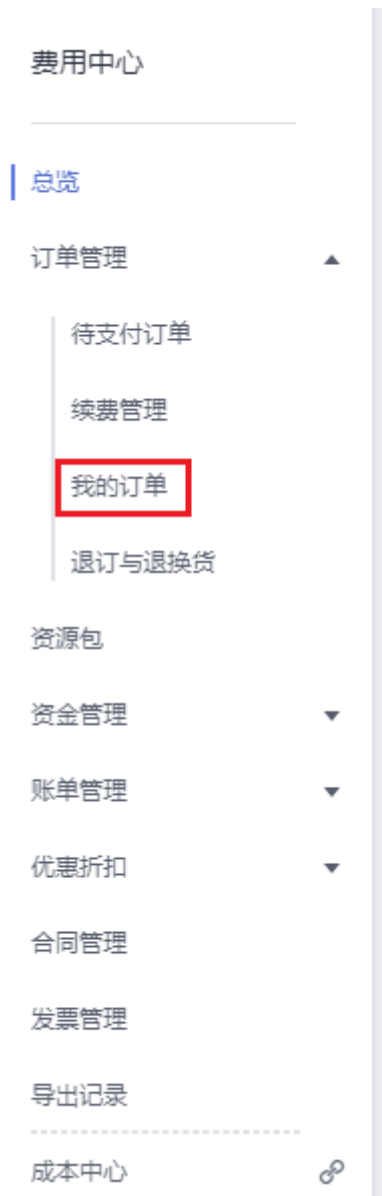 费用中心
总览
订单管理
待支付订单
续费管理
我的订单
退订与退换货
资源包
资金管理
账单管理
优惠折扣
合同管理
发票管理
导出记录
成本中心